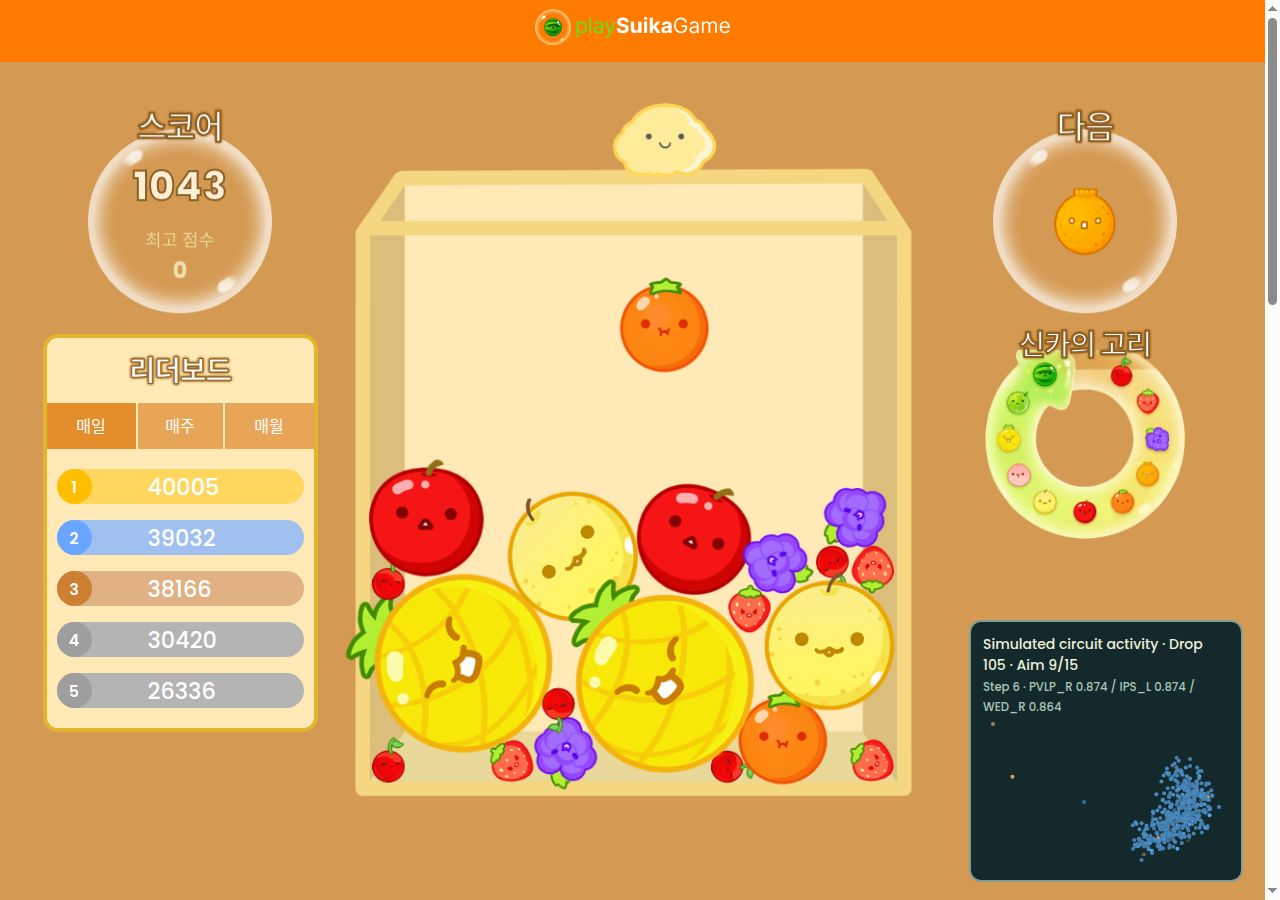 playSuikaGame
스코어
1043
최고 점수
0
다음
리더보드
매일 매주 매월
1 40005
2 39032
3 38166
4 30420
5 26336
신카의 고리
Simulated circuit activity · Drop
105 · Aim 9/15
Step 6 · PVLP_R 0.874 / IPS_L 0.874 /
WED_R 0.864